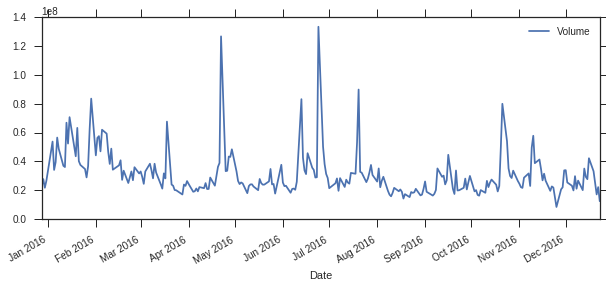 1e8
1.4
1.2
1.0
0.8
0.6
0.4
0.2
0.0
Volume
Jan 2016
Feb 2016
Mar 2016
Apr 2016
May 2016
Jun 2016
Jul 2016
Aug 2016
Sep 2016
Oct 2016
Nov 2016
Dec 2016
Date